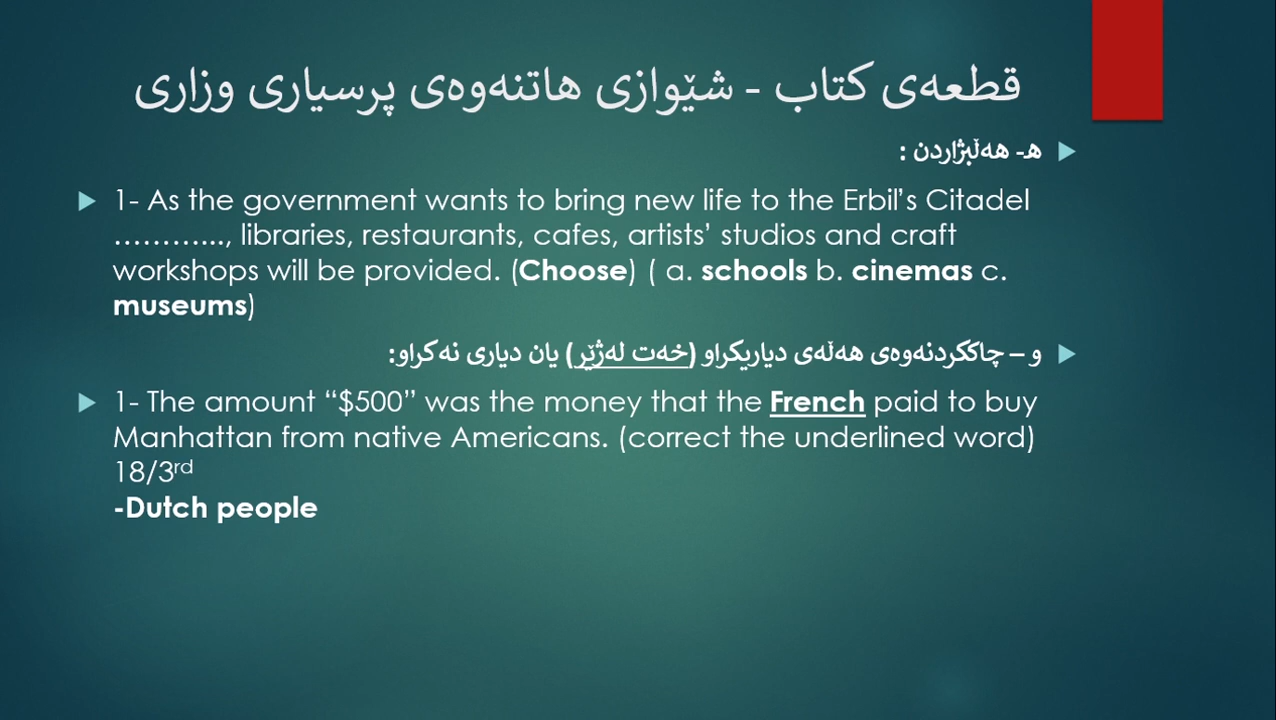 قطعەی کتاب - شێوازی هاتنەوەی پرسیاری وزاری
هـ- هەڵبژاردن :
1- As the government wants to bring new life to the Erbil’s Citadel
………..., libraries, restaurants, cafes, artists’ studios and craft
workshops will be provided. (Choose) ( a. schools b. cinemas c.
museums)
و – چاککردنەوەی هەڵەی دیاریکراو (خەت لەژێر) یان دیاری نەکراو:
1- The amount “$500” was the money that the French paid to buy
Manhattan from native Americans. (correct the underlined word)
18/3rd
-Dutch people